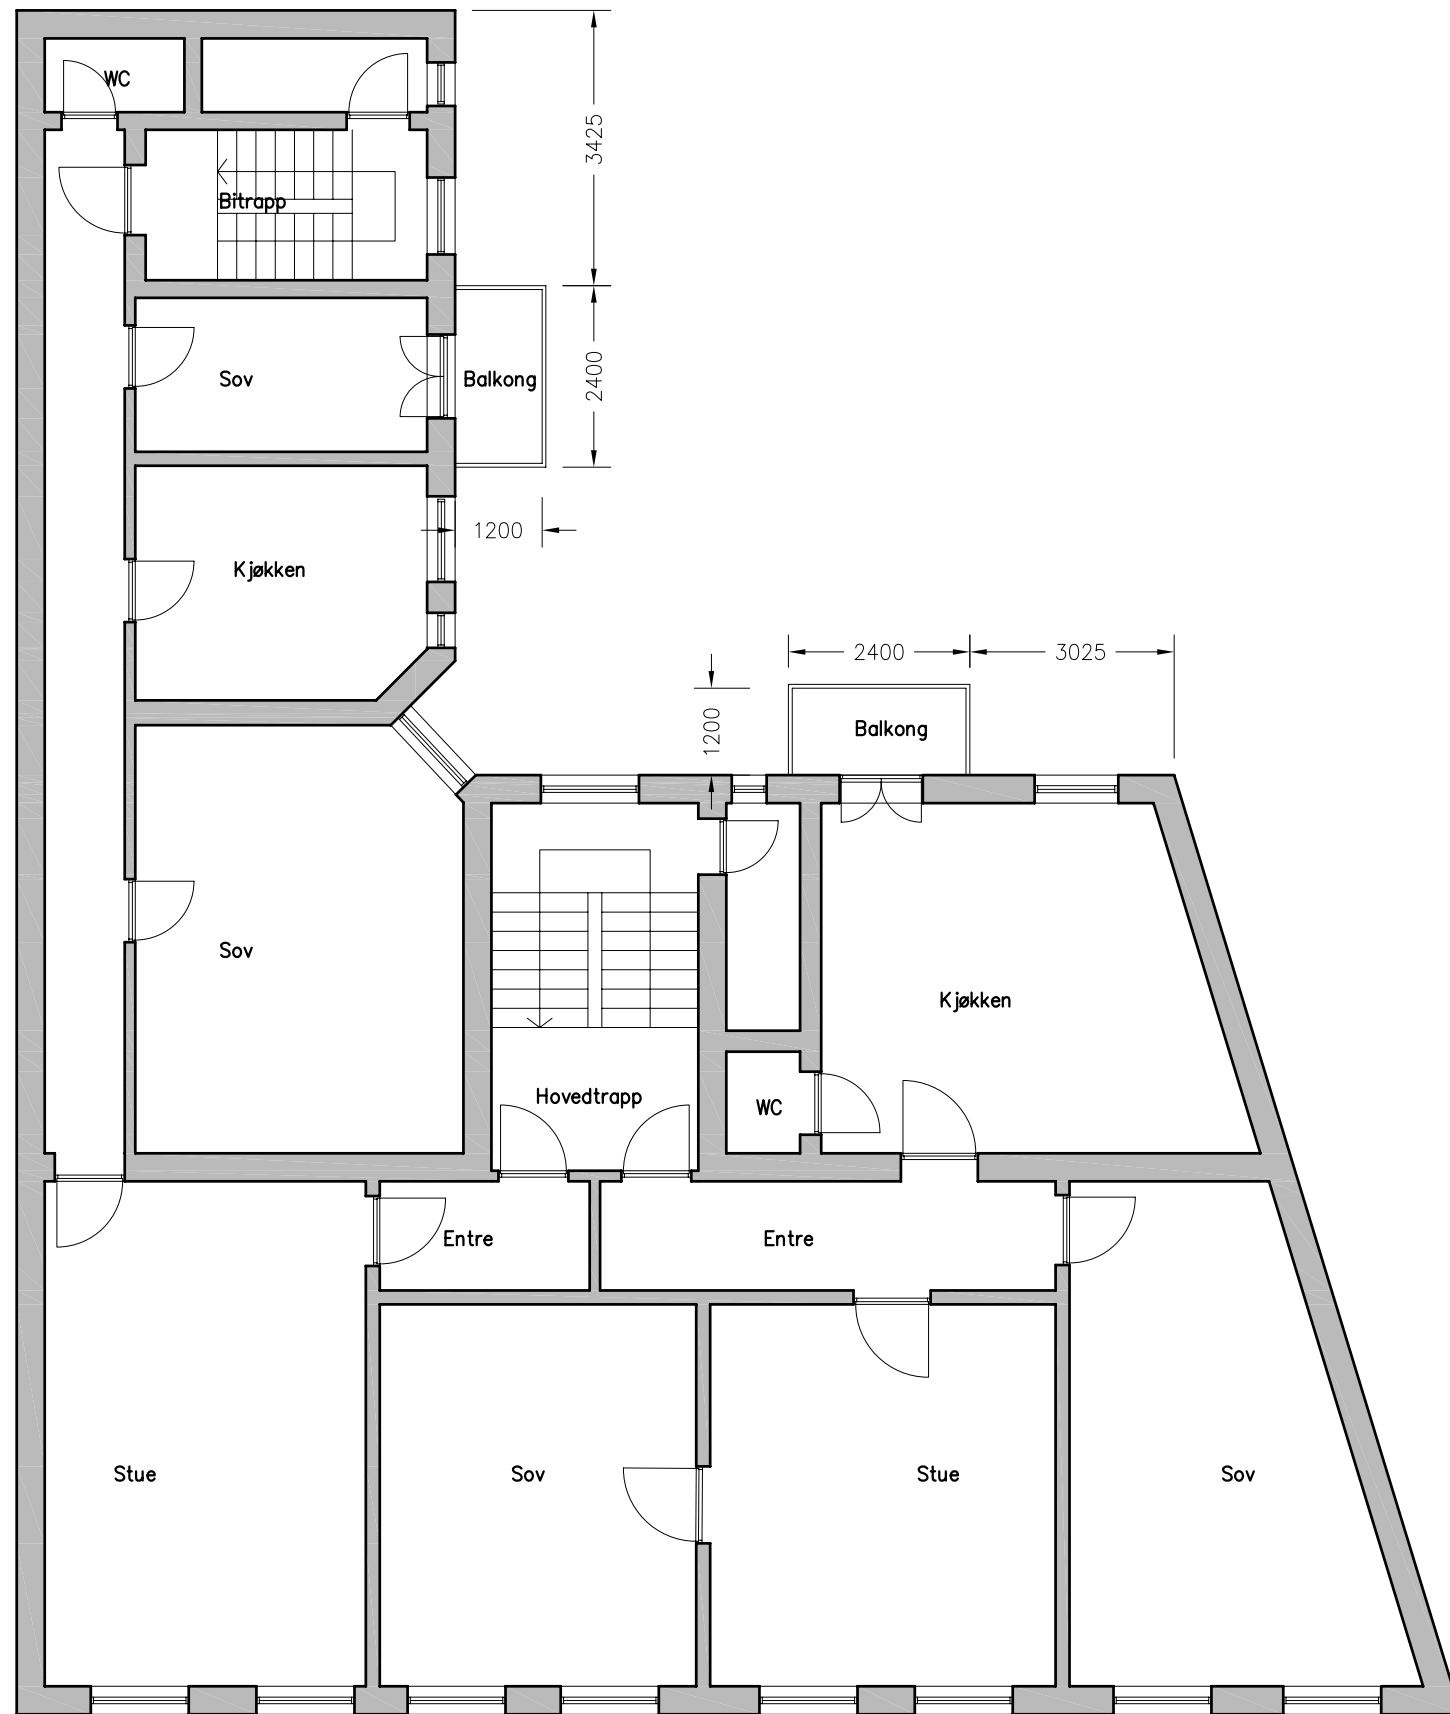 WC
3425
Bitrapp
Sov
Balkong
2400
1200
Kjøkken
2400
3025
1200
Balkong
Sov
Kjøkken
Hovedtrapp
WC
Entre
Entre
Stue
Sov
Stue
Sov